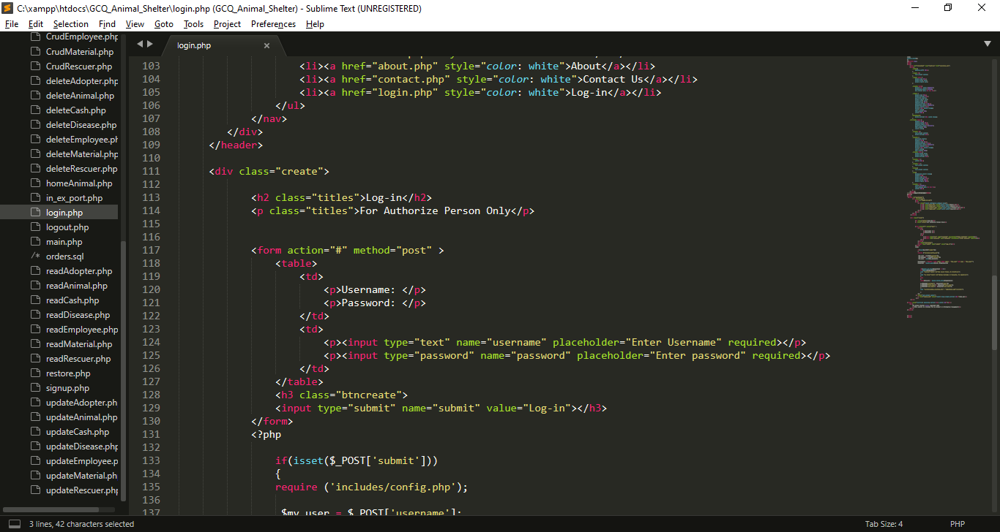 C:\xampp\htdocs\GCQ_Animal_Shelter\login.php (GCQ_Animal_Shelter) - Sublime Text (UNREGISTERED)
File Edit Selection Find View Goto Tools Project Preferences Help
CrudEmployee.php
CrudMaterial.php
CrudRescuer.php
deleteAdopter.php
deleteAnimal.php
deleteCash.php
deleteDisease.php
deleteEmployee.ph
deleteMaterial.php
deleteRescuer.php
homeAnimal.php
in_ex_port.php
login.php
logout.php
main.php
/* orders.sql
readAdopter.php
readAnimal.php
readCash.php
readDisease.php
readEmployee.php
readMaterial.php
readRescuer.php
restore.php
signup.php
updateAdopter.ph
updateAnimal.php
updateCash.php
updateDisease.php
updateEmployee.p
updateMaterial.ph
updateRescuer.php
login.php ×
103 <li><a href="about.php" style="color: white">About</a></li>
104 <li><a href="contact.php" style="color: white">Contact Us</a></li>
105 <li><a href="login.php" style="color: white">Log-in</a></li>
106 </ul>
107 </nav>
108 </div>
109 </header>
110
111 <div class="create">
112
113 <h2 class="titles">Log-in</h2>
114 <p class="titles">For Authorize Person Only</p>
115
116
117 <form action="#" method="post" >
118 <table>
119 <td>
120 <p>Username: </p>
121 <p>Password: </p>
122 </td>
123 <td>
124 <p><input type="text" name="username" placeholder="Enter Username" required></p>
125 <p><input type="password" name="password" placeholder="Enter password" required></p>
126 </td>
127 </table>
128 <h3 class="btncreate">
129 <input type="submit" name="submit" value="Log-in"></h3>
130 </form>
131 <?php
132
133 if(isset($_POST['submit']))
134 {
135 require ('includes/config.php');
136
137 $my_user = $_POST['username'];
3 lines, 42 characters selected
Tab Size: 4
PHP